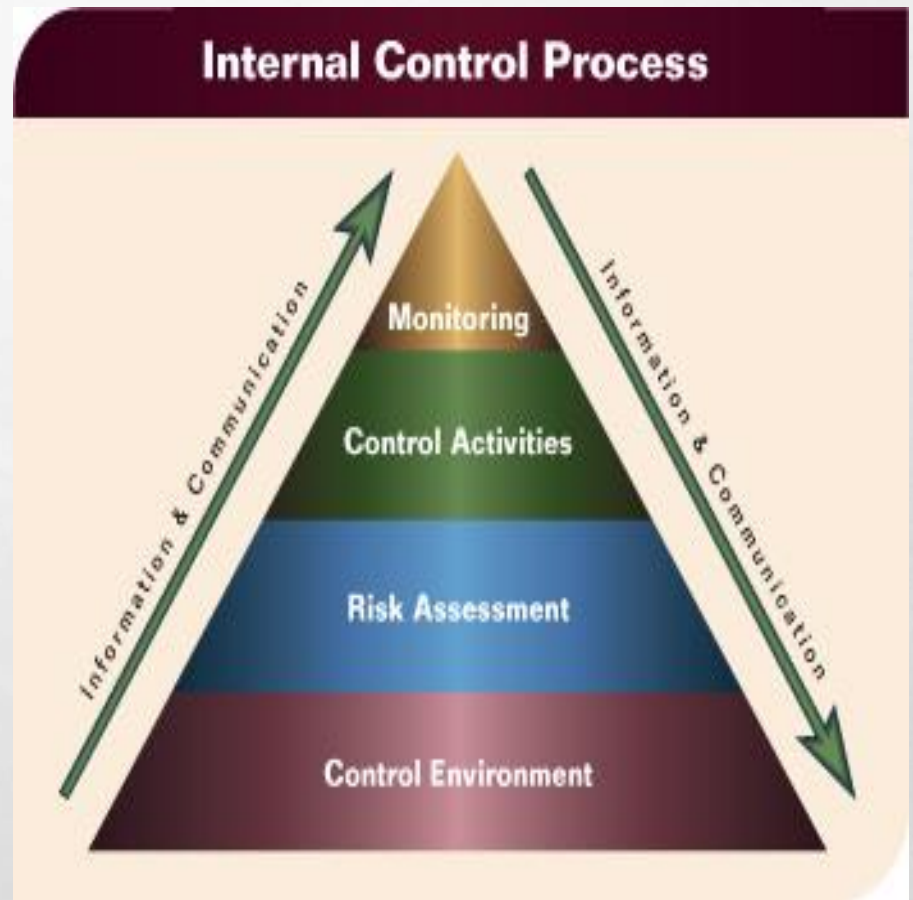 Internal Control Process
Information & Communication
Information & Communication
Monitoring
Control Activities
Risk Assessment
Control Environment